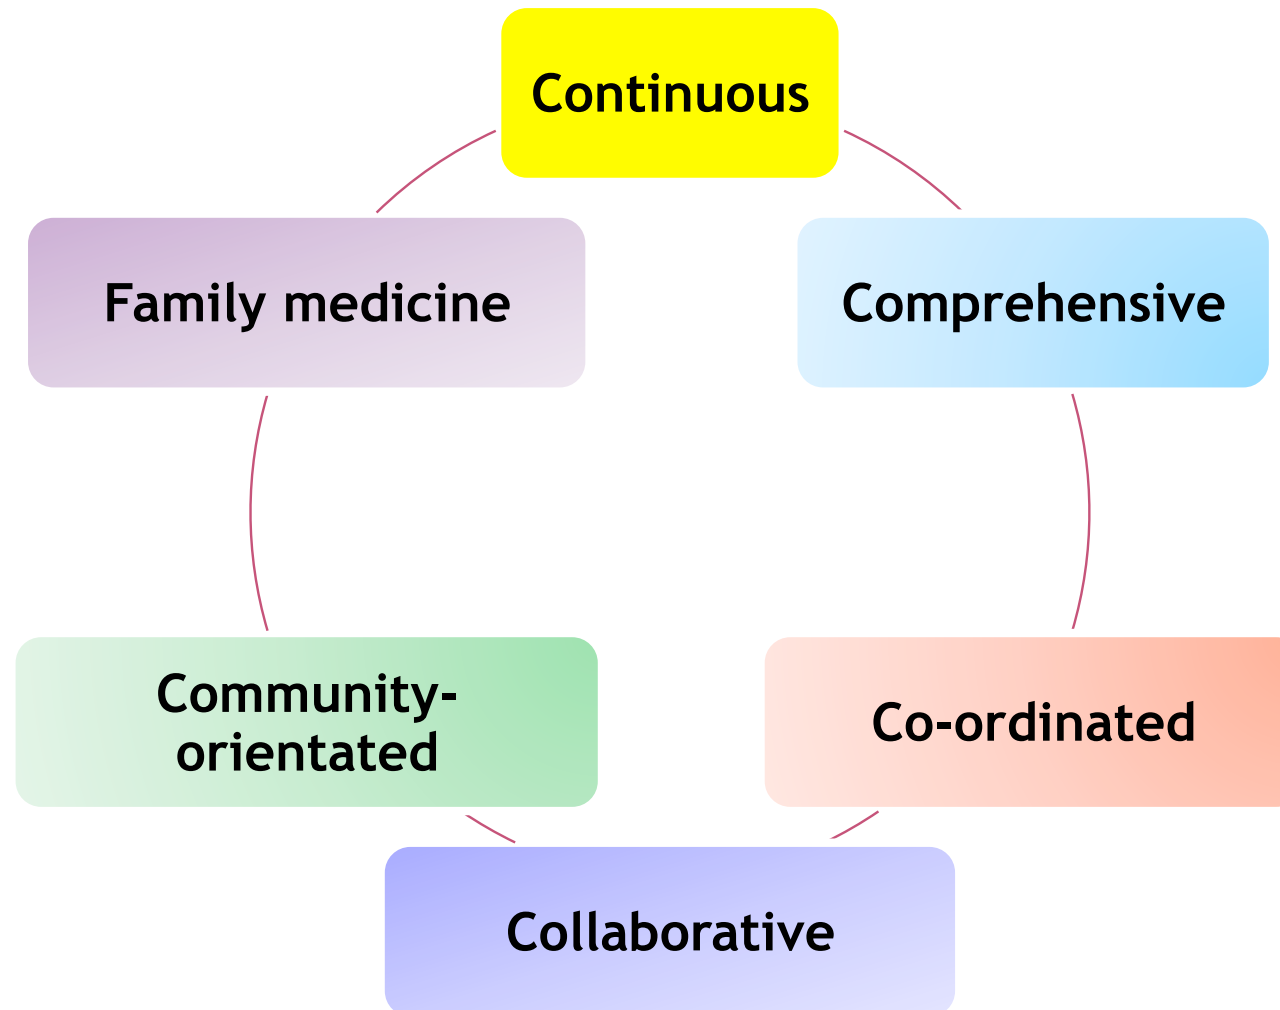 Continuous
Family medicine
Comprehensive
Community-
orientated
Co-ordinated
Collaborative